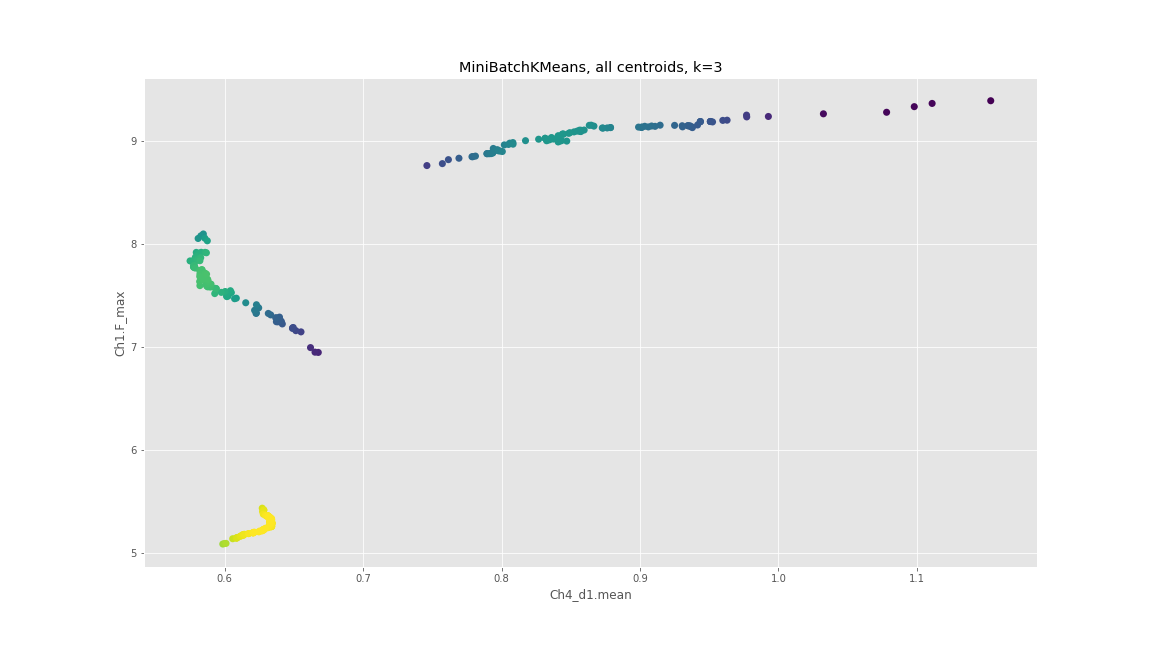 MiniBatchKMeans, all centroids, k=3
Ch1.F_max
9
8
7
6
5
0.6 0.7 0.8 0.9 1.0 1.1
Ch4_d1.mean